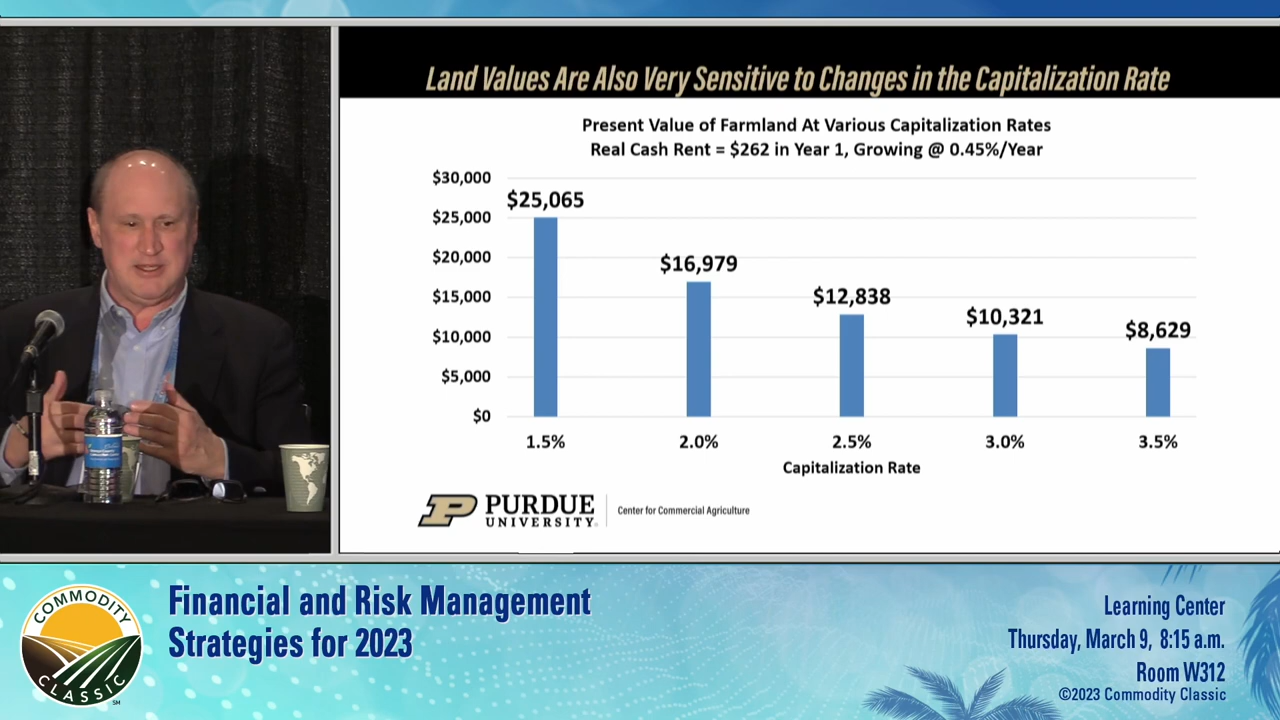 Land Values Are Also Very Sensitive to Changes in the Capitalization Rate
Present Value of Farmland At Various Capitalization Rates
Real Cash Rent = $262 in Year 1, Growing @ 0.45%/Year
$30,000
$25,000
$20,000
$15,000
$10,000
$5,000
$0
$25,065
$16,979
$12,838
$10,321
$8,629
1.5%
2.0%
2.5%
3.0%
3.5%
Capitalization Rate
P PURDUE
UNIVERSITY®
Center for Commercial Agriculture
COMMODITY
CLASSIC
SM
Financial and Risk Management
Strategies for 2023
Learning Center
Thursday, March 9, 8:15 a.m.
Room W312
©2023 Commodity Classic